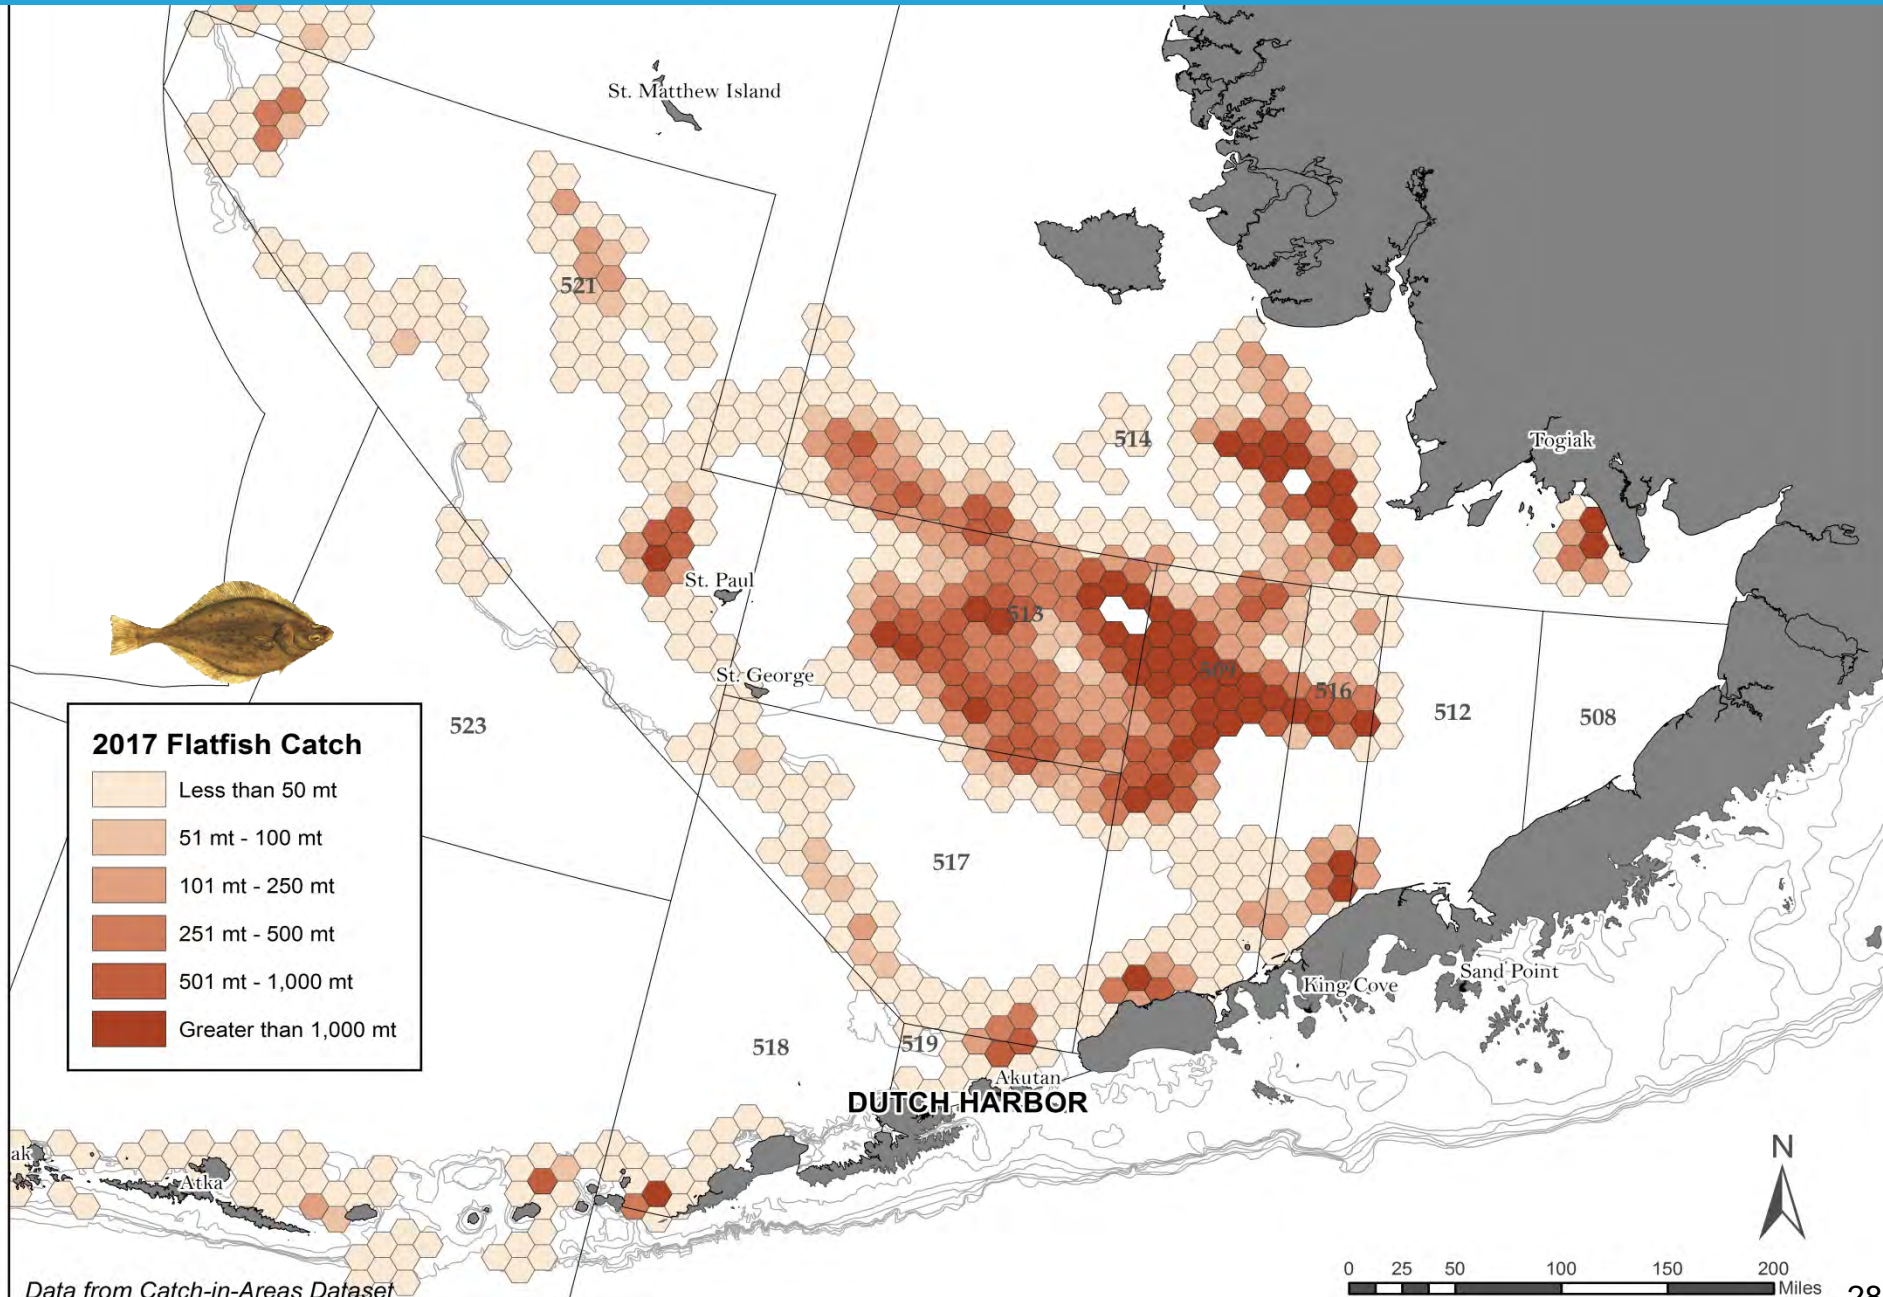 St. Matthew Island
521
514
Togiak
St. Paul
513
St. George
509
516
512
508
523
2017 Flatfish Catch
Less than 50 mt
51 mt - 100 mt
101 mt - 250 mt
251 mt - 500 mt
501 mt - 1,000 mt
Greater than 1,000 mt
517
Sand Point
King Cove
518
519
Akutan
DUTCH HARBOR
ak
Atka
N
0 25 50 100 150 200
Miles
Data from Catch-in-Areas Dataset
28